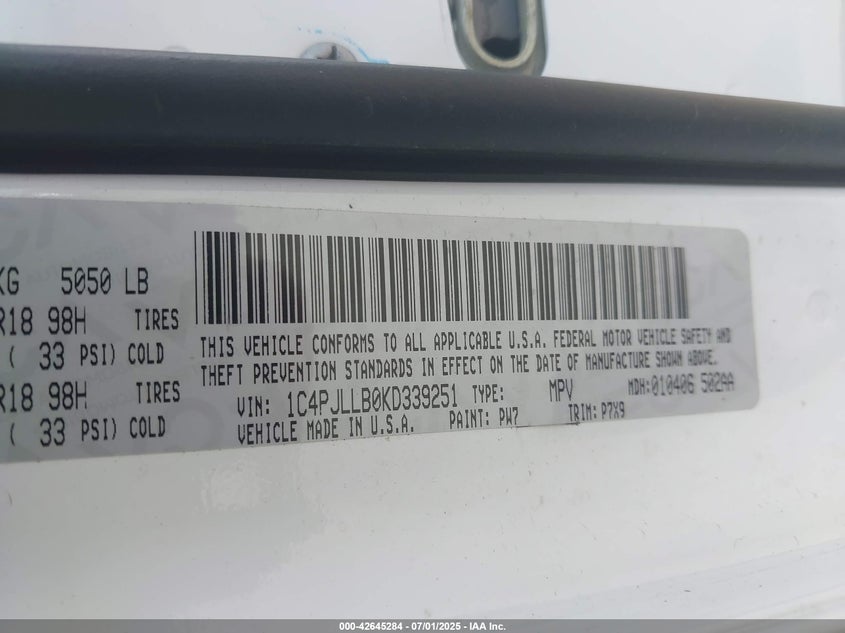 KG 5050 LB
R18 98H TIRES
( 33 PSI) COLD
R18 98H TIRES
( 33 PSI) COLD
THIS VEHICLE CONFORMS TO ALL APPLICABLE U.S.A. FEDERAL MOTOR VEHICLE SAFETY AND
THEFT PREVENTION STANDARDS IN EFFECT ON THE DATE OF MANUFACTURE SHOWN ABOVE.
VIN: 1C4PJLLB0KD339251 TYPE: MPV MDH:010406 502AA
VEHICLE MADE IN U.S.A. PAINT: PW7 TRIM: P7X9
000-42645284 - 07/01/2025 - IAA Inc.